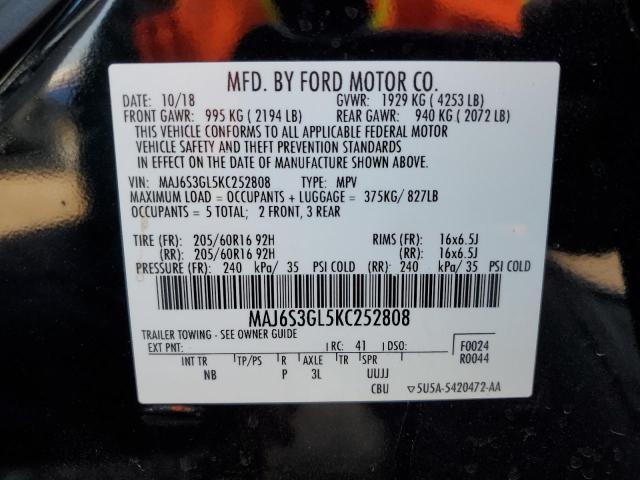 MFD. BY FORD MOTOR CO.
DATE: 10/18 GVWR: 1929 KG ( 4253 LB)
FRONT GAWR: 995 KG ( 2194 LB) REAR GAWR: 940 KG ( 2072 LB)
THIS VEHICLE CONFORMS TO ALL APPLICABLE FEDERAL MOTOR
VEHICLE SAFETY AND THEFT PREVENTION STANDARDS
IN EFFECT ON THE DATE OF MANUFACTURE SHOWN ABOVE.
VIN: MAJ6S3GL5KC252808 TYPE: MPV
MAXIMUM LOAD = OCCUPANTS + LUGGAGE = 375KG/ 827LB
OCCUPANTS = 5 TOTAL; 2 FRONT, 3 REAR
TIRE (FR): 205/60R16 92H RIMS (FR): 16x6.5J
(RR): 205/60R16 92H (RR): 16x6.5J
PRESSURE (FR): 240 kPa/ 35 PSI COLD (RR): 240 kPa/ 35 PSI COLD
MAJ6S3GL5KC252808
TRAILER TOWING - SEE OWNER GUIDE
EXT PNT: RC: 41 DSO: F0024
INT TR TP/PS R AXLE TR SPR R0044
NB P 3L UUJJ
CBU ▽5U5A-5420472-AA